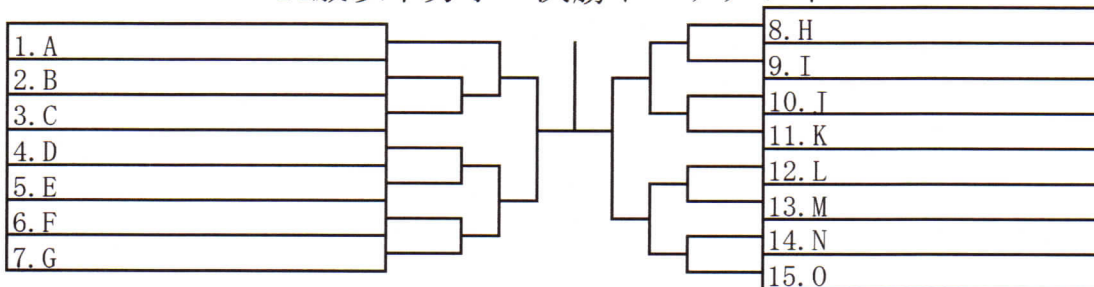 1. A
2. B
3. C
4. D
5. E
6. F
7. G
8. H
9. I
10. J
11. K
12. L
13. M
14. N
15. O